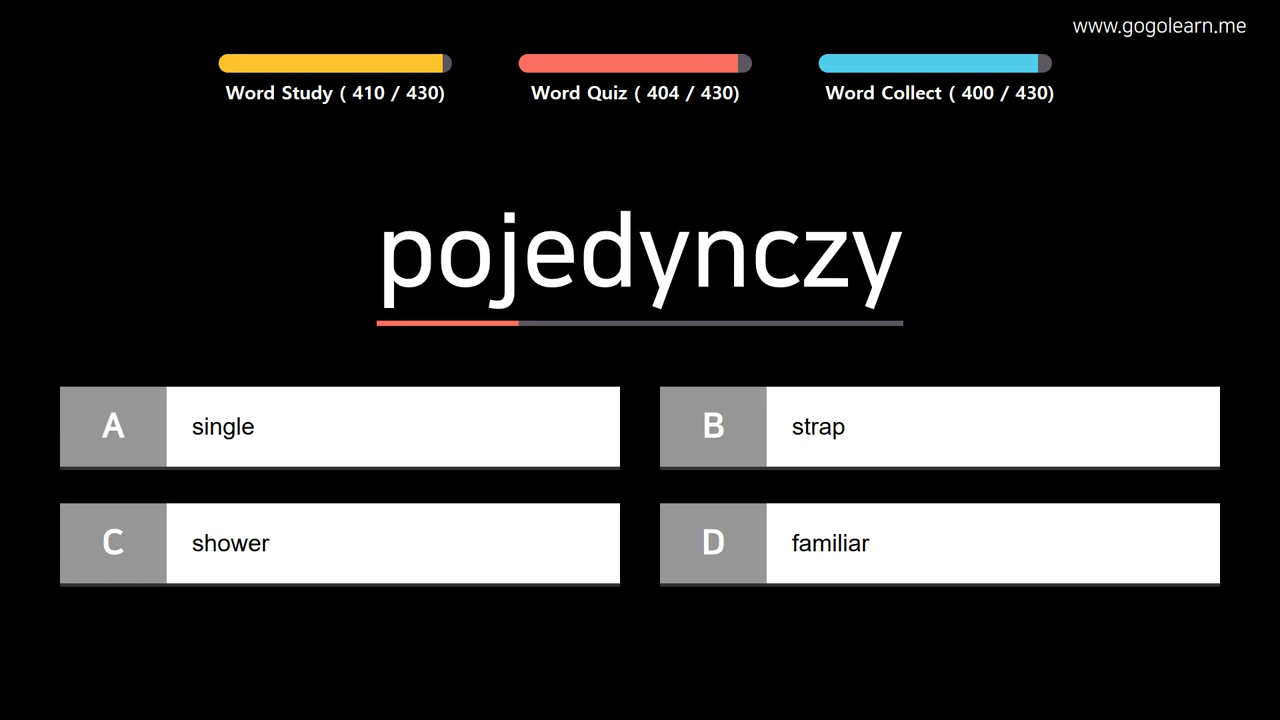 www.gogolearn.me
Word Study ( 410 / 430)
Word Quiz ( 404 / 430)
Word Collect ( 400 / 430)
pojedynczy
A single
B strap
C shower
D familiar